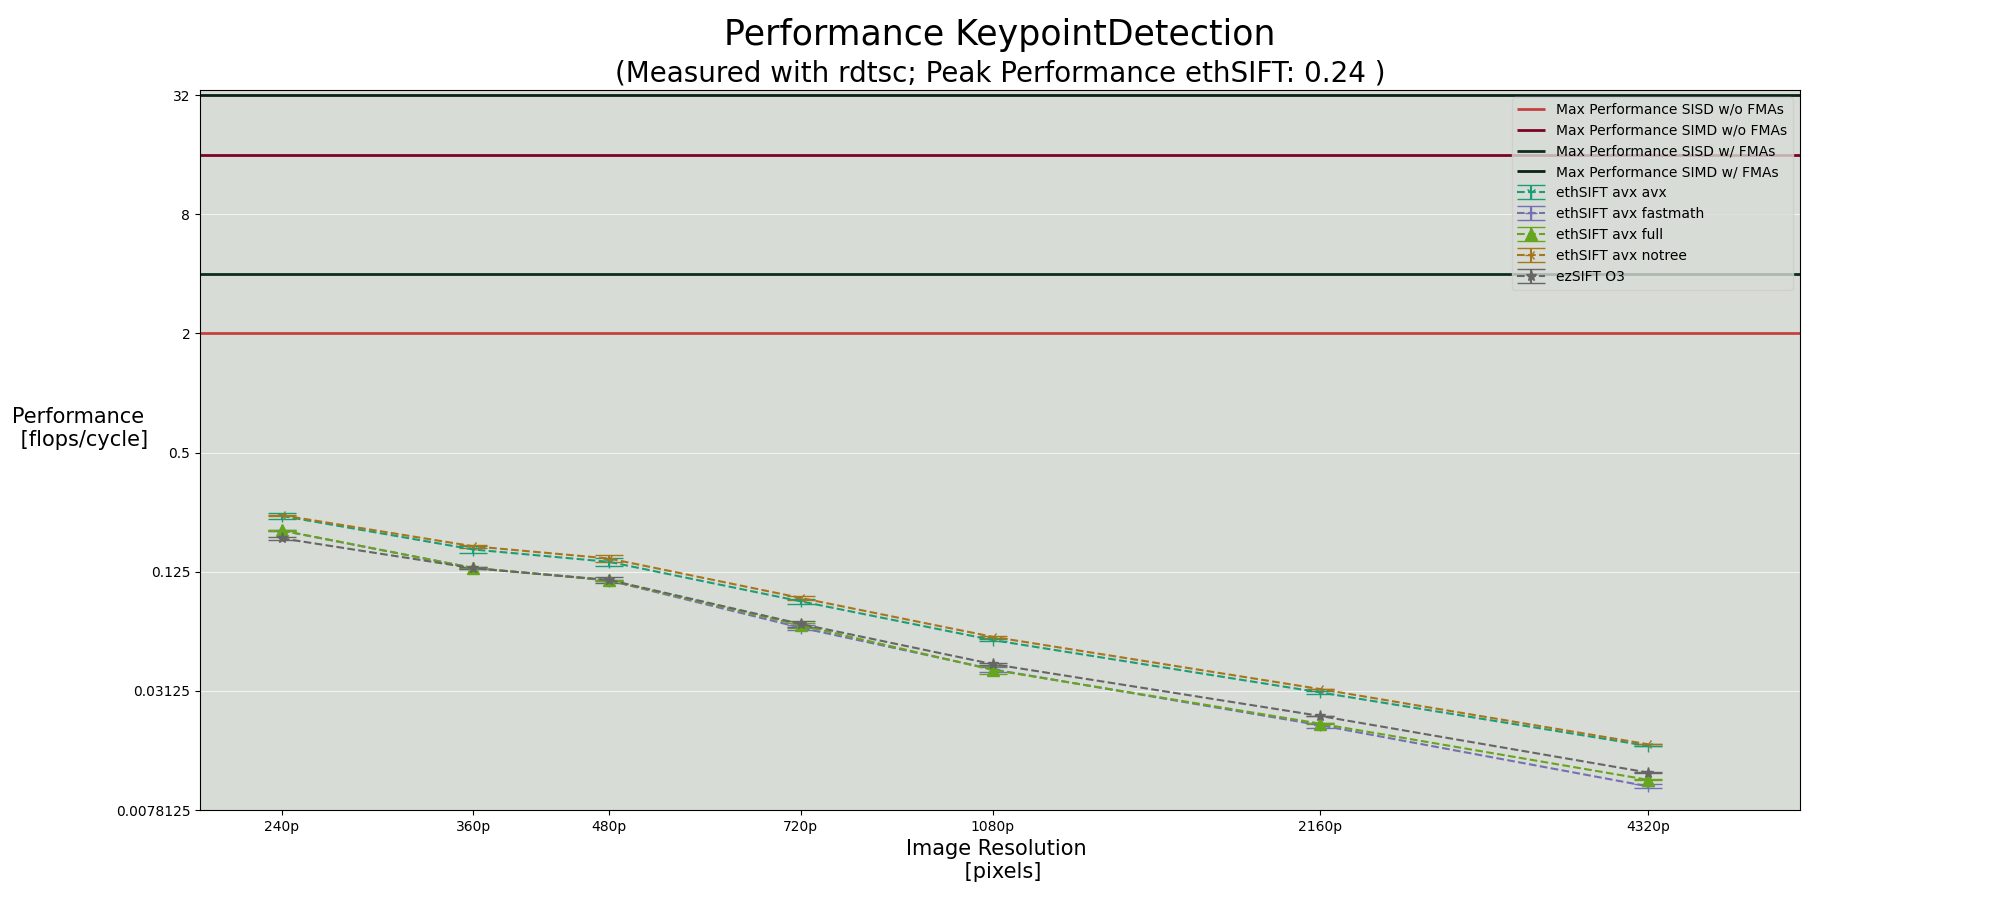 Performance KeypointDetection
(Measured with rdtsc; Peak Performance ethSIFT: 0.24 )
32
8
2
0.5
0.125
0.03125
0.0078125
Performance
[flops/cycle]
Max Performance SISD w/o FMAs
Max Performance SIMD w/o FMAs
Max Performance SISD w/ FMAs
Max Performance SIMD w/ FMAs
ethSIFT avx avx
ethSIFT avx fastmath
ethSIFT avx full
ethSIFT avx notree
ezSIFT O3
240p 360p 480p 720p 1080p 2160p 4320p
Image Resolution
[pixels]